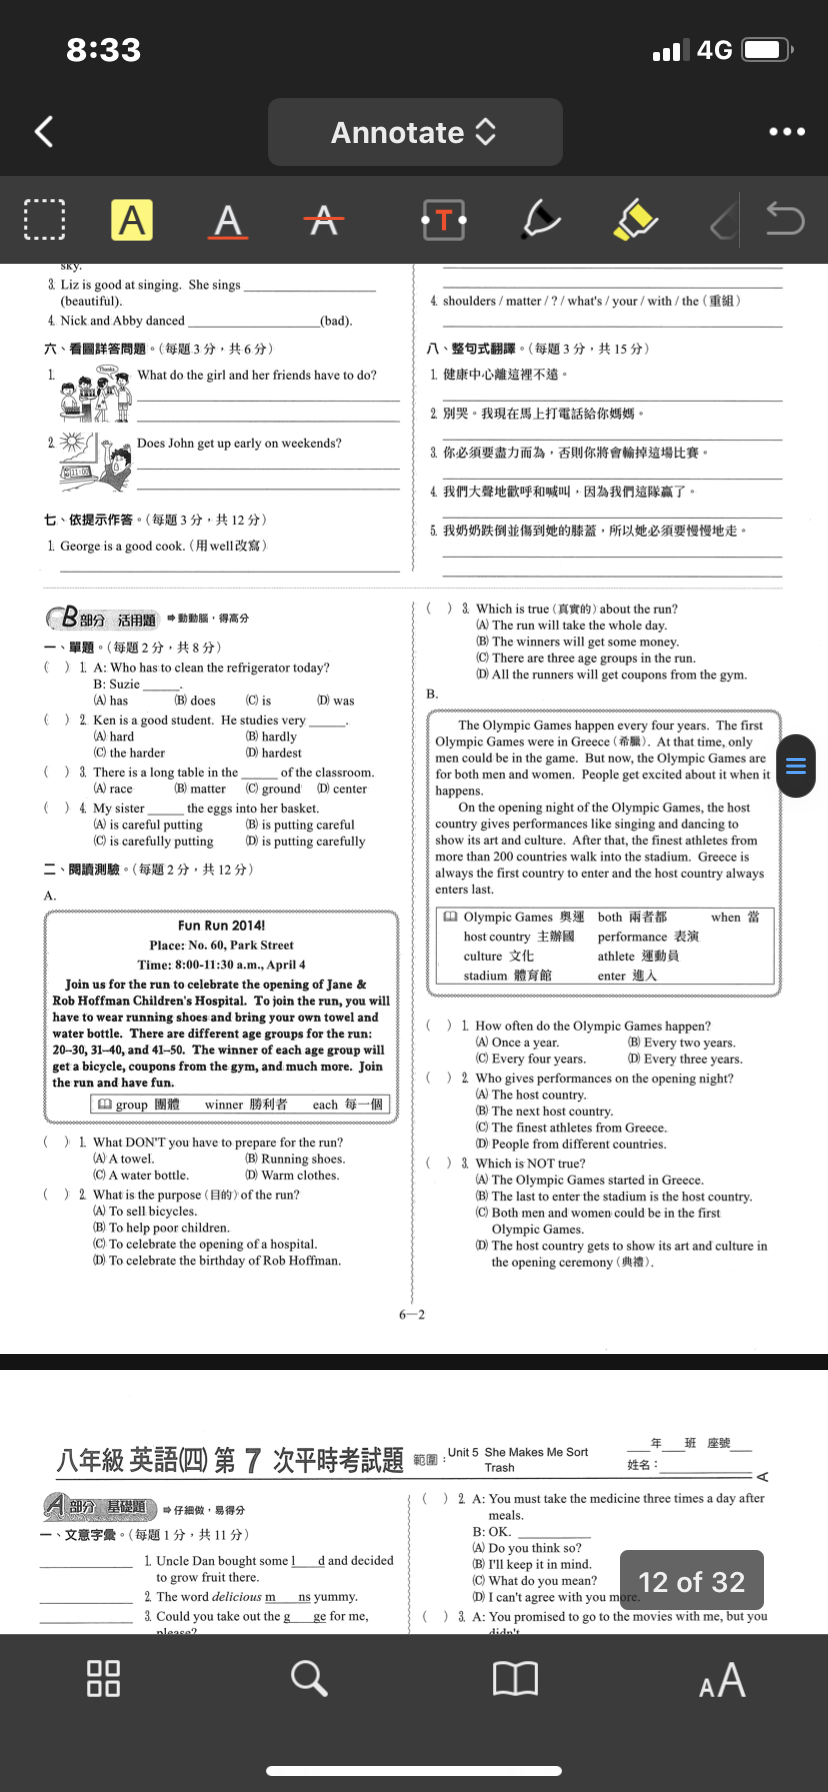 8:33
4G
Annotate
A A A T
sky.
3. Liz is good at singing. She sings ____________
(beautiful).
4. Nick and Abby danced ____________(bad).
六、看圖詳答問題。(每題 3 分，共 6 分)
1. What do the girl and her friends have to do?
Thanks
2. Does John get up early on weekends?
11:00
七、依提示作答。(每題 3 分，共 12 分)
1. George is a good cook.（用 well 改寫）
4. shoulders / matter / ? / what's / your / with / the（重組）
八、整句式翻譯。(每題 3 分，共 15 分)
1. 健康中心離這裡不遠。
2. 別哭。我現在馬上打電話給你媽媽。
3. 你必須要盡力而為，否則你將會輸掉這場比賽。
4. 我們大聲地歡呼和喊叫，因為我們這隊贏了。
5. 我奶奶跌倒並傷到她的膝蓋，所以她必須要慢慢地走。
B部分 活用題 ➡動動腦，得高分
一、單題。(每題 2 分，共 8 分)
( ) 1. A: Who has to clean the refrigerator today?
B: Suzie ______.
(A) has (B) does (C) is (D) was
( ) 2. Ken is a good student. He studies very ______.
(A) hard (B) hardly
(C) the harder (D) hardest
( ) 3. There is a long table in the ______ of the classroom.
(A) race (B) matter (C) ground (D) center
( ) 4. My sister ______ the eggs into her basket.
(A) is careful putting (B) is putting careful
(C) is carefully putting (D) is putting carefully
二、閱讀測驗。(每題 2 分，共 12 分)
A.
Fun Run 2014!
Place: No. 60, Park Street
Time: 8:00-11:30 a.m., April 4
Join us for the run to celebrate the opening of Jane &
Rob Hoffman Children's Hospital. To join the run, you will
have to wear running shoes and bring your own towel and
water bottle. There are different age groups for the run:
20–30, 31–40, and 41–50. The winner of each age group will
get a bicycle, coupons from the gym, and much more. Join
the run and have fun.
group 團體 winner 勝利者 each 每一個
( ) 1. What DON'T you have to prepare for the run?
(A) A towel. (B) Running shoes.
(C) A water bottle. (D) Warm clothes.
( ) 2. What is the purpose（目的）of the run?
(A) To sell bicycles.
(B) To help poor children.
(C) To celebrate the opening of a hospital.
(D) To celebrate the birthday of Rob Hoffman.
( ) 3. Which is true（真實的）about the run?
(A) The run will take the whole day.
(B) The winners will get some money.
(C) There are three age groups in the run.
(D) All the runners will get coupons from the gym.
B.
The Olympic Games happen every four years. The first
Olympic Games were in Greece（希臘）. At that time, only
men could be in the game. But now, the Olympic Games are
for both men and women. People get excited about it when it
happens.
On the opening night of the Olympic Games, the host
country gives performances like singing and dancing to
show its art and culture. After that, the finest athletes from
more than 200 countries walk into the stadium. Greece is
always the first country to enter and the host country always
enters last.
Olympic Games 奧運 both 兩者都 when 當
host country 主辦國 performance 表演
culture 文化 athlete 運動員
stadium 體育館 enter 進入
( ) 1. How often do the Olympic Games happen?
(A) Once a year. (B) Every two years.
(C) Every four years. (D) Every three years.
( ) 2. Who gives performances on the opening night?
(A) The host country.
(B) The next host country.
(C) The finest athletes from Greece.
(D) People from different countries.
( ) 3. Which is NOT true?
(A) The Olympic Games started in Greece.
(B) The last to enter the stadium is the host country.
(C) Both men and women could be in the first
Olympic Games.
(D) The host country gets to show its art and culture in
the opening ceremony（典禮）.
6—2
八年級 英語(四) 第 7 次平時考試題 範圍：Unit 5 She Makes Me Sort
Trash
___年___班 座號___
姓名：____________
A
A部分 基礎題 ➡仔細做，易得分
一、文意字彙。(每題 1 分，共 11 分)
____________ 1. Uncle Dan bought some l___d and decided
to grow fruit there.
____________ 2. The word delicious m___ns yummy.
____________ 3. Could you take out the g___ge for me,
please?
( ) 2. A: You must take the medicine three times a day after
meals.
B: OK. __________
(A) Do you think so?
(B) I'll keep it in mind.
(C) What do you mean?
(D) I can't agree with you more.
( ) 3. A: You promised to go to the movies with me, but you
didn't
12 of 32
AA